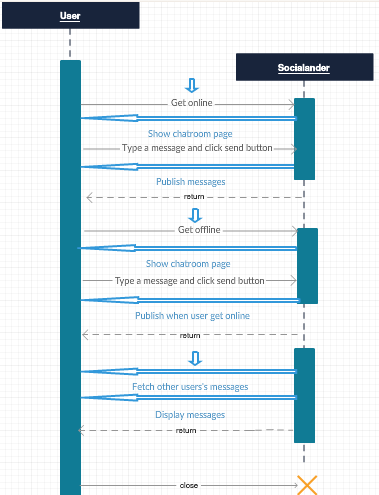 User
Socialander
Get online
Show chatroom page
Type a message and click send button
Publish messages
return
Get offline
Show chatroom page
Type a message and click send button
Publish when user get online
return
Fetch other users's messages
Display messages
return
close